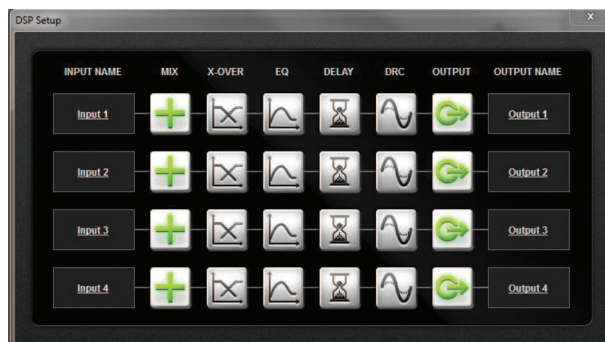 DSP Setup
x
INPUT NAME MIX X-OVER EQ DELAY DRC OUTPUT OUTPUT NAME
Input 1 Output 1
Input 2 Output 2
Input 3 Output 3
Input 4 Output 4